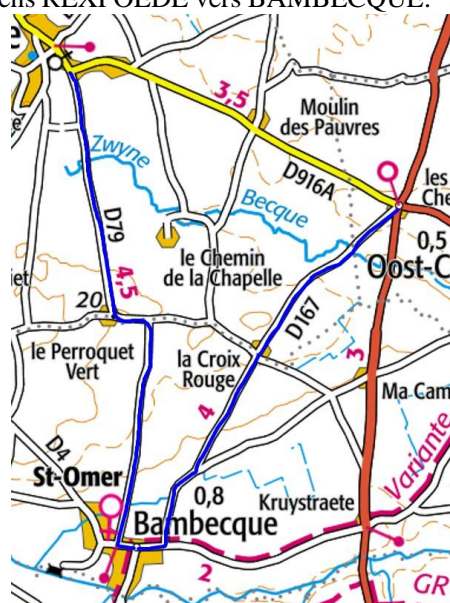 ens REXPOEDE vers BAMBECQUE.
3,5
Moulin
des Pauvres
Zwyne
Becque
D916A
les
Che
D79
0,5
Oost-C
4,5
le Chemin
de la Chapelle
iet
20
D167
le Perroquet
Vert
la Croix
Rouge
3
Ma Cam
4
D4
St-Omer
0,8
Kruystraete
Variante
Bambecque
2
GR